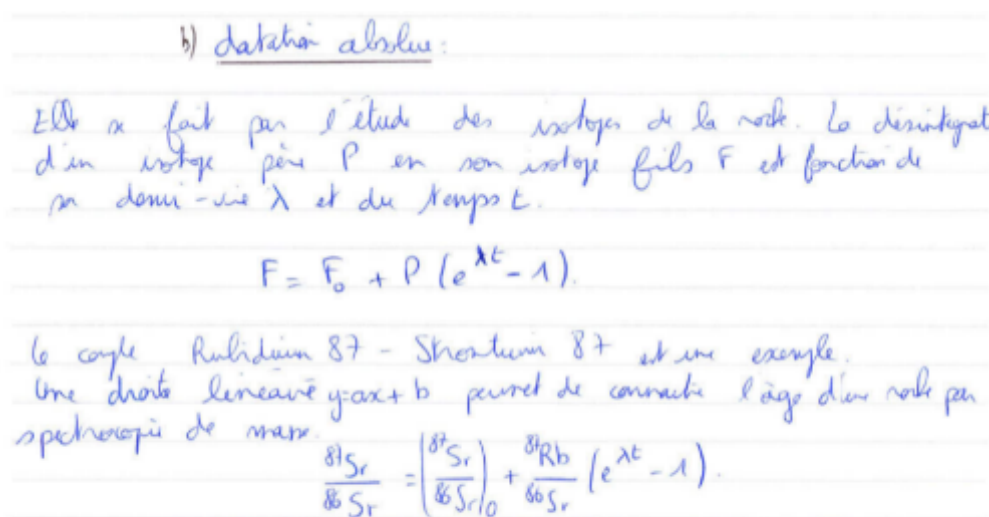 b) datation absolue:
Elle se fait par l'étude des isotopes de la roche. La désintégrat
d'un isotope père P en son isotope fils F est fonction de
sa demi-vie λ et du temps t.
F = F₀ + P (e^λt - 1).
Le couple Rubidium 87 - Strontium 87 est une exemple.
Une droite linéaire y=ax+b permet de connaitre l'âge d'une roche par
spectroscopie de masse.
⁸⁷Sr/⁸⁶Sr = (⁸⁷Sr/⁸⁶Sr)₀ + ⁸⁷Rb/⁸⁶Sr (e^λt - 1).